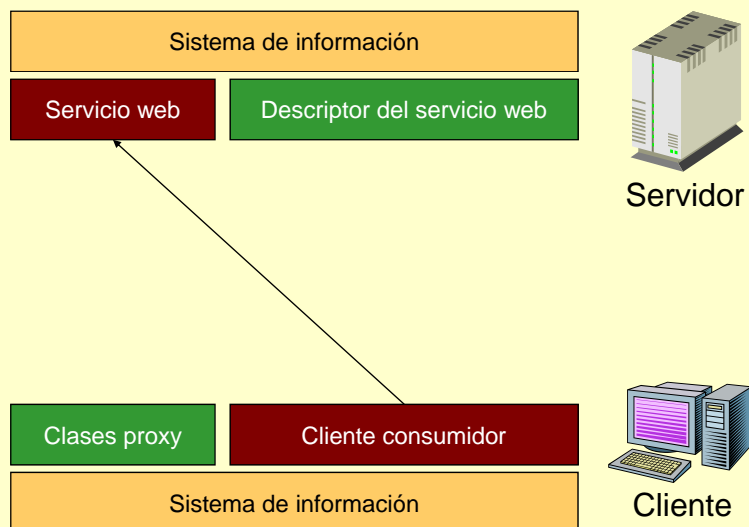 Sistema de información
Servicio web
Descriptor del servicio web
Servidor
Clases proxy
Cliente consumidor
Sistema de información
Cliente